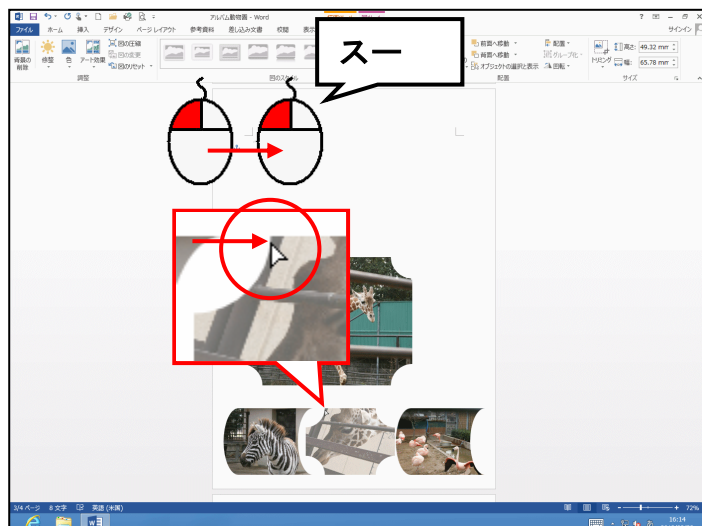 アルバム動物園 - Word
サインイン
ファイル ホーム 挿入 デザイン ページ レイアウト 参考資料 差し込み文書 校閲
スー
背景の
削除
修整 色 アート効果
図の圧縮
図の変更
図のリセット
調整
図のスタイル
前面へ移動
背面へ移動
オブジェクトの選択と表示
配置
グループ化
回転
配置
トリミング
高さ: 49.32 mm
幅: 65.78 mm
サイズ
3/4 ページ 8 文字 英語 (米国)
72%
16:14